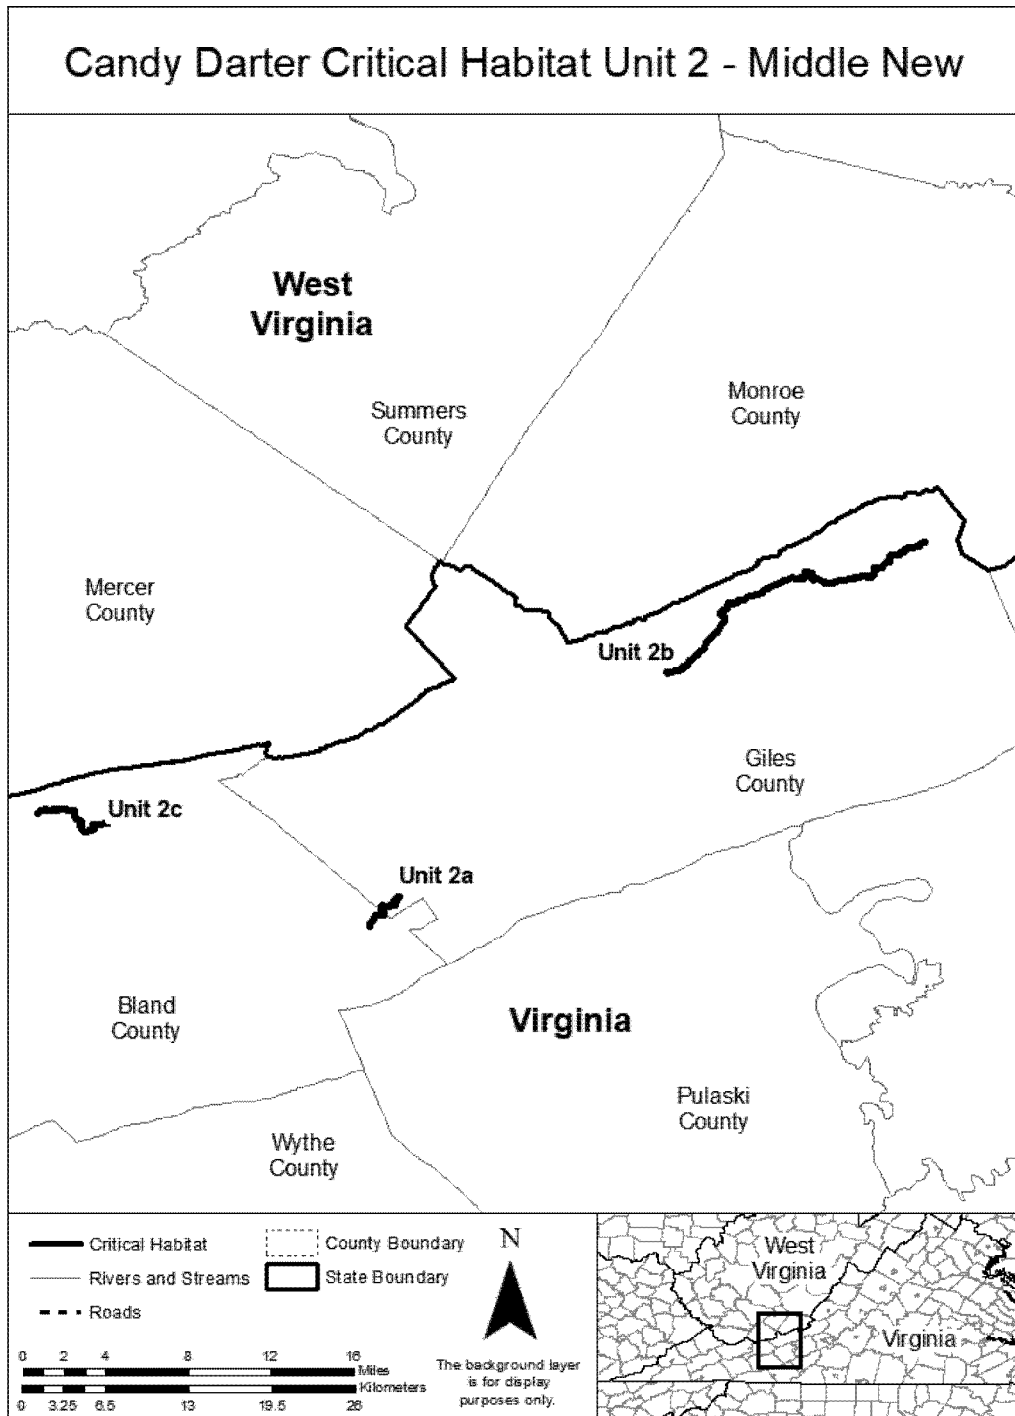 Candy Darter Critical Habitat Unit 2 - Middle New
West
Virginia
Monroe
County
Summers
County
Mercer
County
Unit 2b
Giles
County
Unit 2c
Unit 2a
Bland
County
Virginia
Pulaski
County
Wythe
County
Critical Habitat
County Boundary
Rivers and Streams
State Boundary
Roads
N
0 2 4 8 12 16
Miles
Kilometers
0 3.25 6.5 13 19.5 26
The background layer
is for display
purposes only.
West
Virginia
Virginia